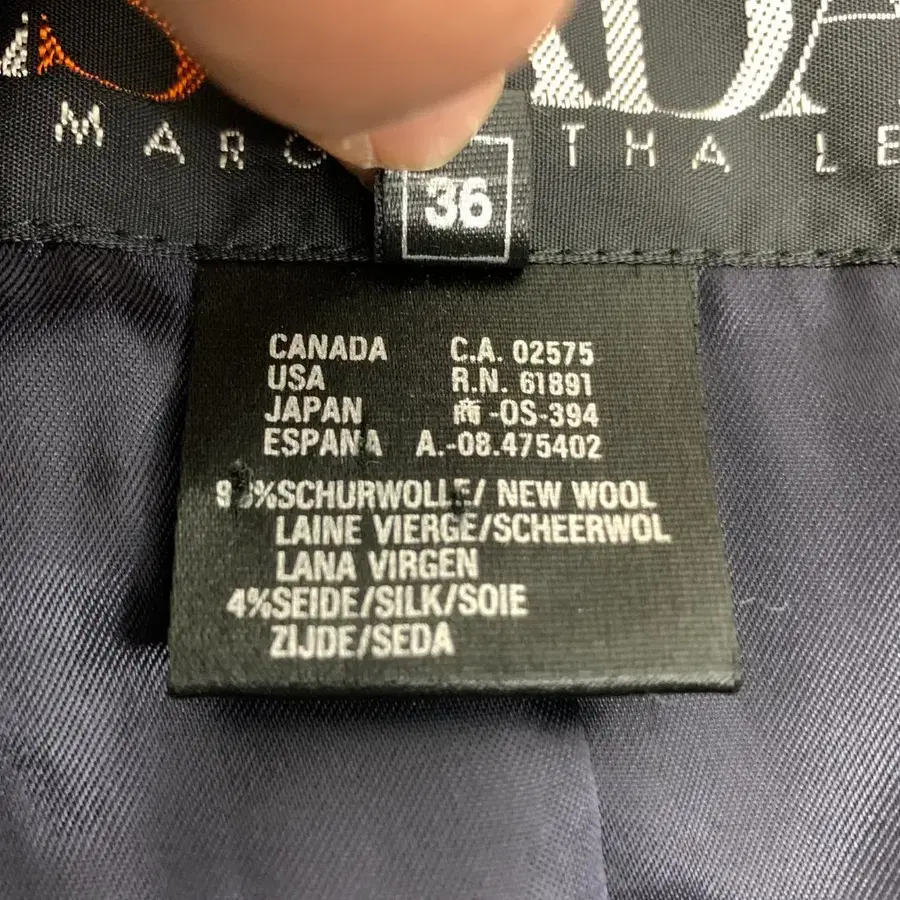 36
CANADA C.A. 02575
USA R.N. 61891
JAPAN 商-OS-394
ESPANA A.-08.475402
SCHURWOLLE/ NEW WOOL
LAINE VIERGE/SCHEERWOL
LANA VIRGEN
4%SEIDE/SILK/SOIE
ZIJDE/SEDA